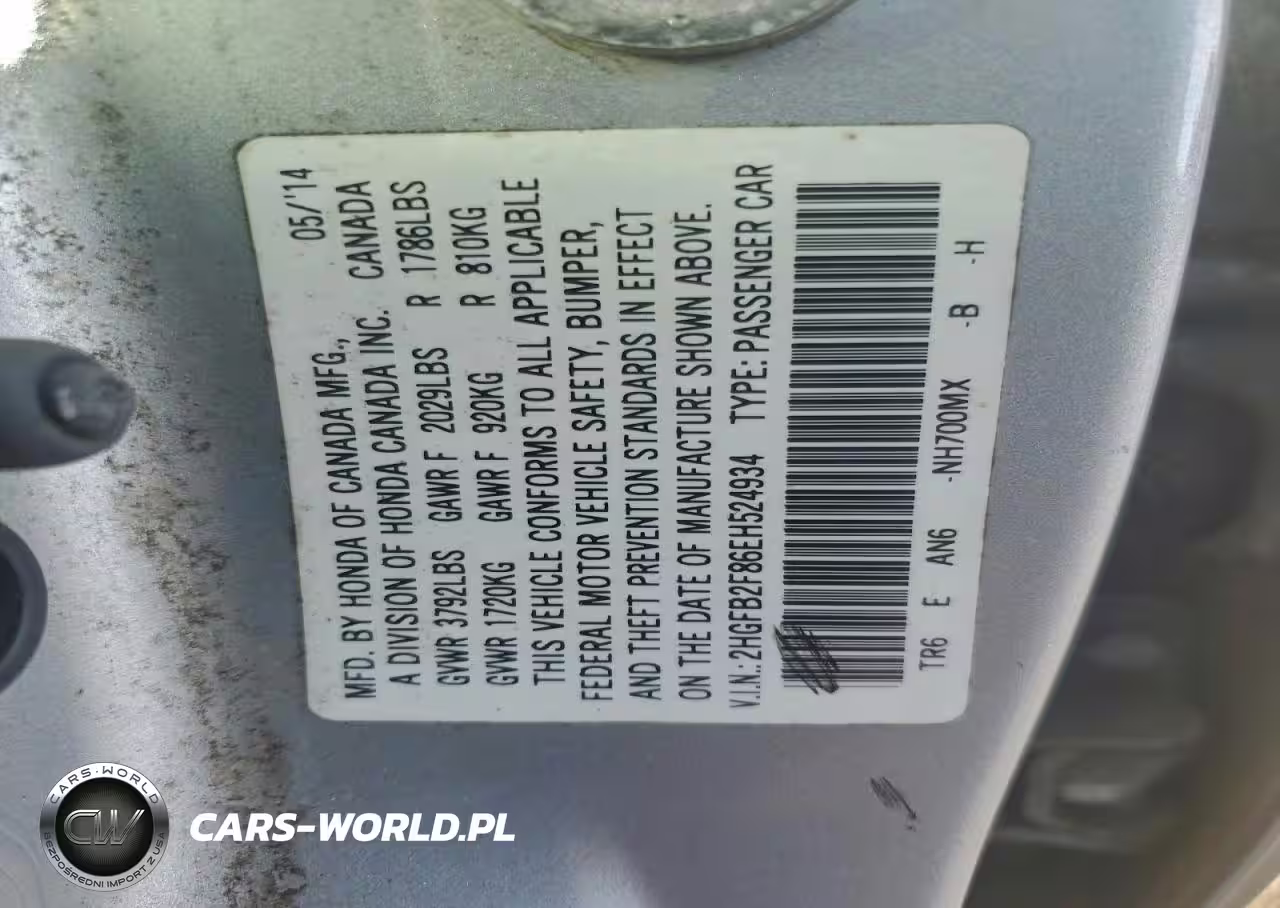 MFD. BY HONDA OF CANADA MFG., 05/'14
A DIVISION OF HONDA CANADA INC. CANADA
GVWR 3792LBS GAWR F 2029LBS R 1786LBS
GVWR 1720KG GAWR F 920KG R 810KG
THIS VEHICLE CONFORMS TO ALL APPLICABLE
FEDERAL MOTOR VEHICLE SAFETY, BUMPER,
AND THEFT PREVENTION STANDARDS IN EFFECT
ON THE DATE OF MANUFACTURE SHOWN ABOVE.
V.I.N.: 2HGFB2F86EH524934 TYPE: PASSENGER CAR
TR6 E AN6 -NH700MX -B -H
CARS-WORLD
CW
BEZPOŚREDNI IMPORT Z USA
CARS-WORLD.PL